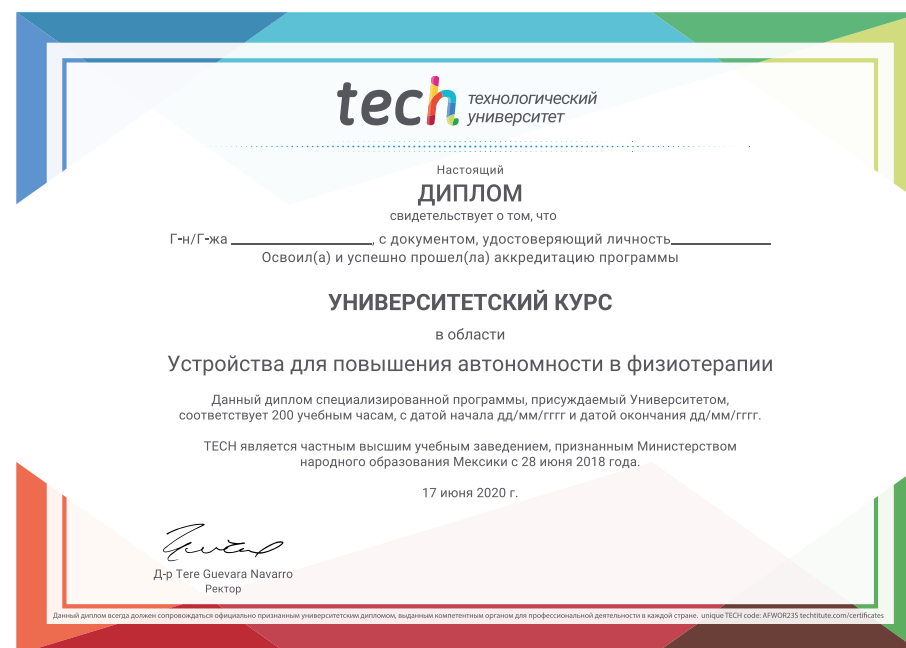 tech технологический
университет
Настоящий
ДИПЛОМ
свидетельствует о том, что
Г-н/Г-жа ________________, с документом, удостоверяющий личность____________
Освоил(а) и успешно прошел(ла) аккредитацию программы
УНИВЕРСИТЕТСКИЙ КУРС
в области
Устройства для повышения автономности в физиотерапии
Данный диплом специализированной программы, присуждаемый Университетом,
соответствует 200 учебным часам, с датой начала дд/мм/гггг и датой окончания дд/мм/гггг.
TECH является частным высшим учебным заведением, признанным Министерством
народного образования Мексики с 28 июня 2018 года.
17 июня 2020 г.
Д-р Tere Guevara Navarro
Ректор
Данный диплом всегда должен сопровождаться официально признанным университетским дипломом, выданным компетентным органом для профессиональной деятельности в каждой стране. unique TECH code: AFWOR23S techtitute.com/certificates